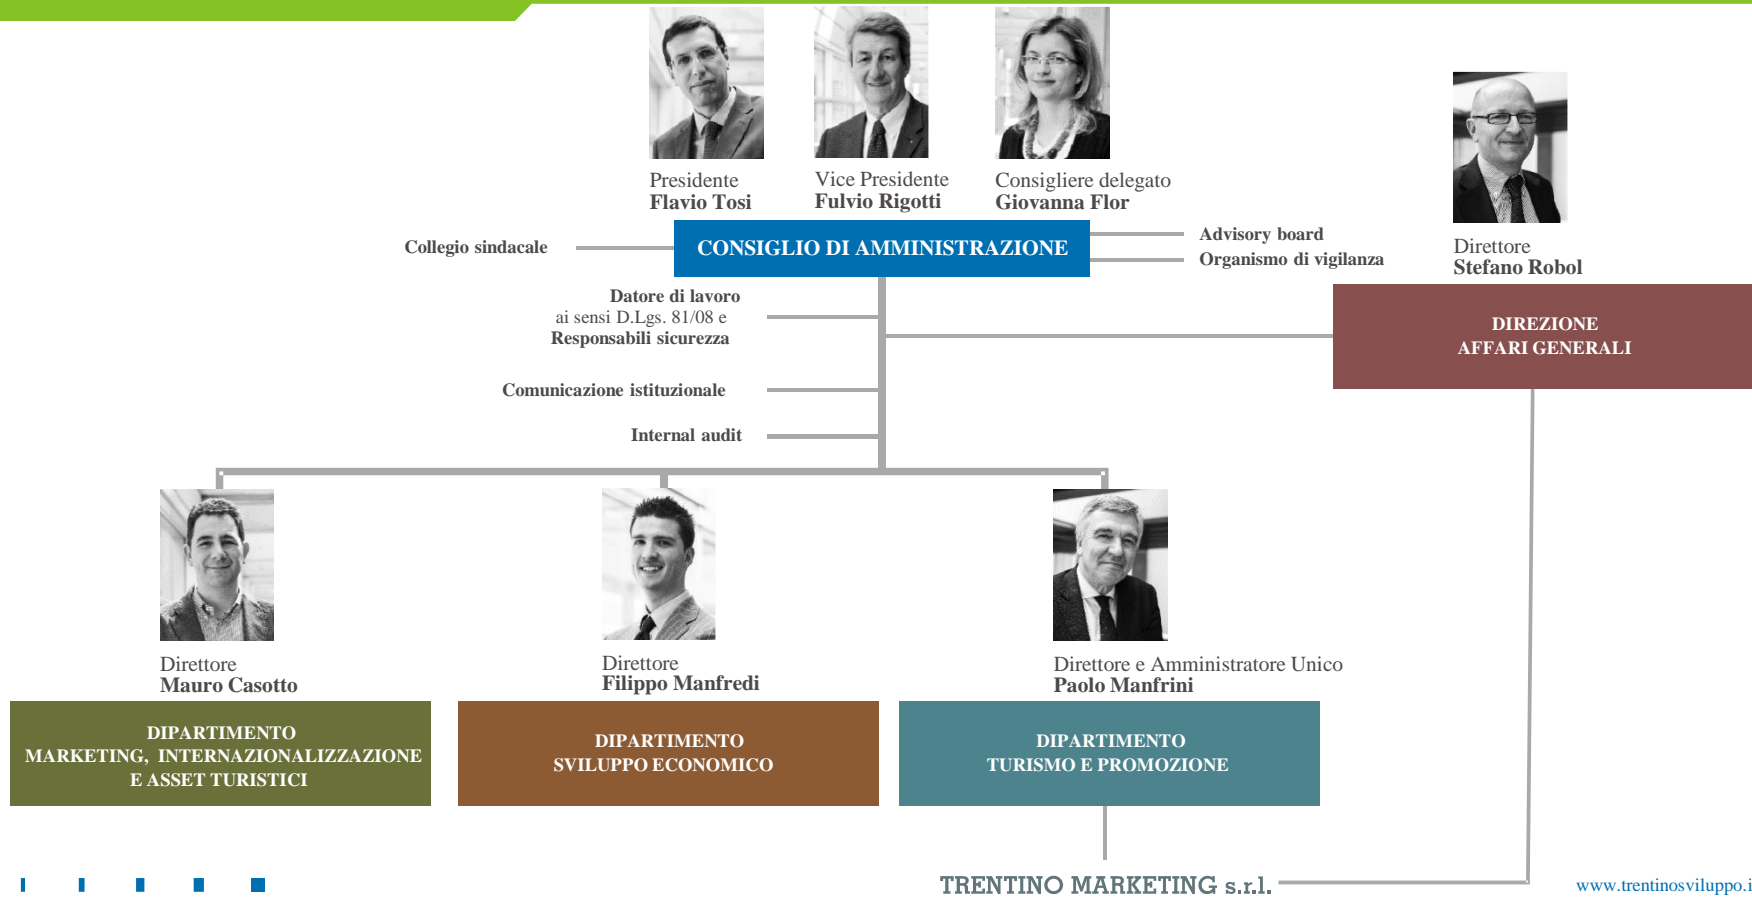 Presidente
Flavio Tosi
Vice Presidente
Fulvio Rigotti
Consigliere delegato
Giovanna Flor
Direttore
Stefano Robol
Collegio sindacale
CONSIGLIO DI AMMINISTRAZIONE
Advisory board
Organismo di vigilanza
Datore di lavoro
ai sensi D.Lgs. 81/08 e
Responsabili sicurezza
DIREZIONE
AFFARI GENERALI
Comunicazione istituzionale
Internal audit
Direttore
Mauro Casotto
Direttore
Filippo Manfredi
Direttore e Amministratore Unico
Paolo Manfrini
DIPARTIMENTO
MARKETING, INTERNAZIONALIZZAZIONE
E ASSET TURISTICI
DIPARTIMENTO
SVILUPPO ECONOMICO
DIPARTIMENTO
TURISMO E PROMOZIONE
TRENTINO MARKETING s.r.l.
www.trentinosviluppo.i